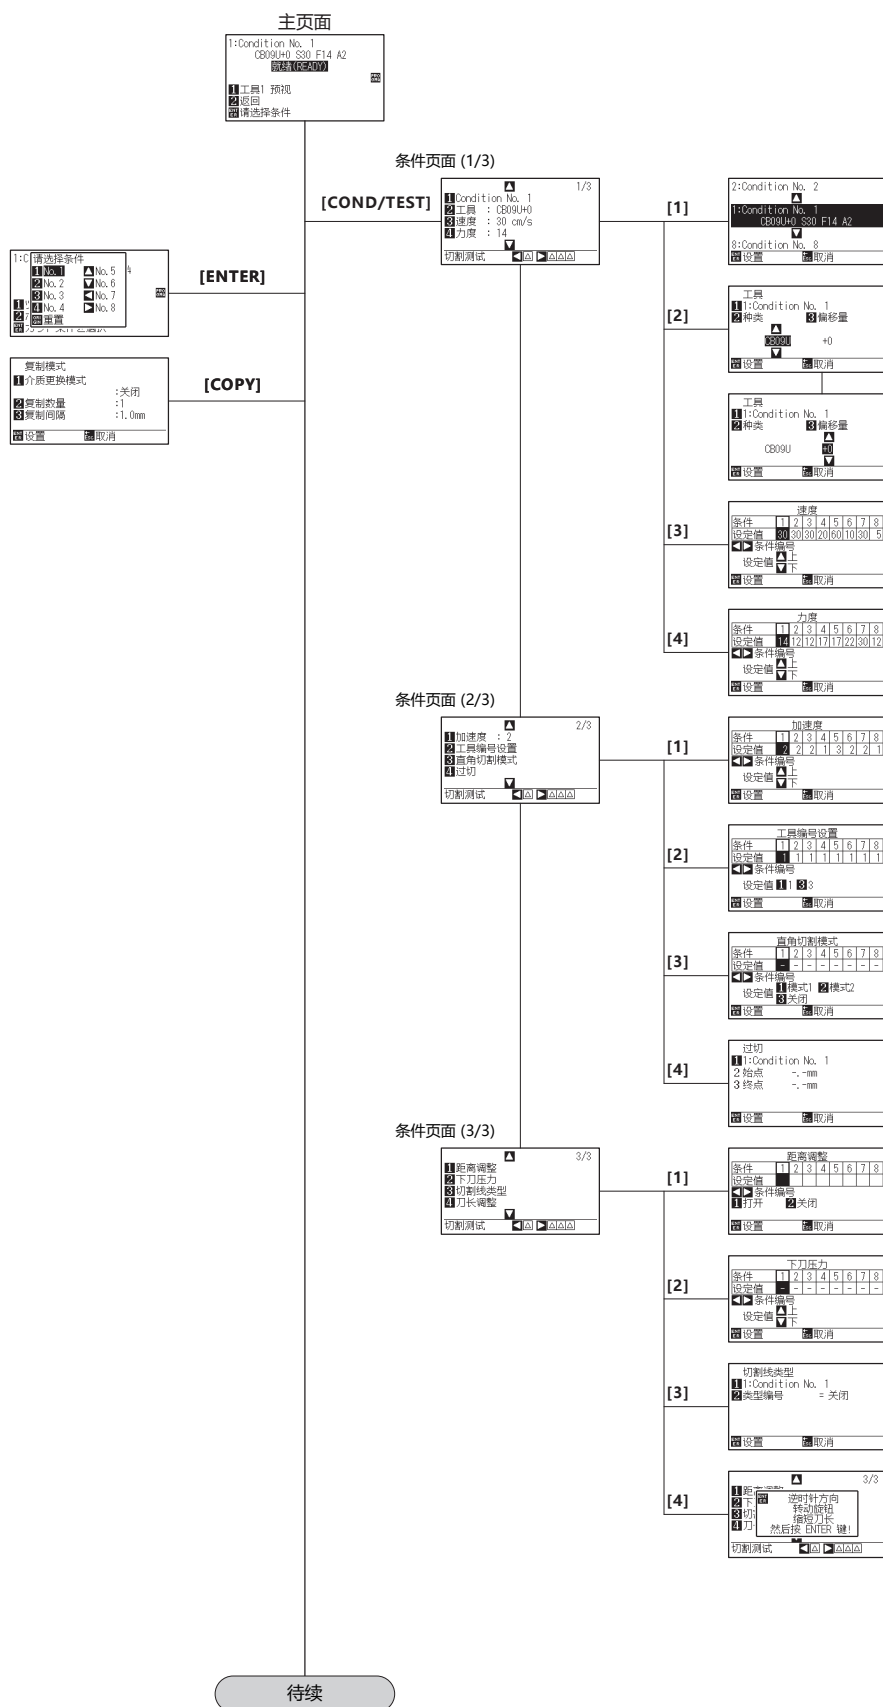 主页面
1:Condition No. 1
CB09U+0 S30 F14 A2
就绪(READY)
1工具1 预视
2返回
请选择条件
条件页面 (1/3)
[COND/TEST]
1/3
1Condition No. 1
2工具 : CB09U+0
3速度 : 30 cm/s
4力度 : 14
切割测试
[1]
2:Condition No. 2
1:Condition No. 1
CB09U+0 S30 F14 A2
8:Condition No. 8
设置 取消
[ENTER]
1:C
请选择条件
1No. 1 No. 5
2No. 2 No. 6
3No. 3 No. 7
4No. 4 No. 8
重置
[2]
工具
11:Condition No. 1
2种类 3偏移量
CB09U +0
设置 取消
[COPY]
复制模式
1介质更换模式
:关闭
2复制数量 :1
3复制间隔 :1.0mm
设置 取消
工具
11:Condition No. 1
2种类 3偏移量
CB09U +0
设置 取消
[3]
速度
条件 1 2 3 4 5 6 7 8
设定值 30 30 30 20 60 10 30 5
条件编号
设定值 上
下
设置 取消
[4]
力度
条件 1 2 3 4 5 6 7 8
设定值 14 12 12 17 17 22 30 12
条件编号
设定值 上
下
设置 取消
条件页面 (2/3)
2/3
1加速度 : 2
2工具编号设置
3直角切割模式
4过切
切割测试
[1]
加速度
条件 1 2 3 4 5 6 7 8
设定值 2 2 2 1 3 2 2 1
条件编号
设定值 上
下
设置 取消
[2]
工具编号设置
条件 1 2 3 4 5 6 7 8
设定值 1 1 1 1 1 1 1 1
条件编号
设定值 11 33
设置 取消
[3]
直角切割模式
条件 1 2 3 4 5 6 7 8
设定值 - - - - - - - -
条件编号
设定值 1模式1 2模式2
3关闭
设置 取消
[4]
过切
11:Condition No. 1
2始点 -.-mm
3终点 -.-mm
设置 取消
条件页面 (3/3)
3/3
1距离调整
2下刀压力
3切割线类型
4刀长调整
切割测试
[1]
距离调整
条件 1 2 3 4 5 6 7 8
设定值
条件编号
1打开 2关闭
设置 取消
[2]
下刀压力
条件 1 2 3 4 5 6 7 8
设定值 - - - - - - - -
条件编号
设定值 上
下
设置 取消
[3]
切割线类型
11:Condition No. 1
2类型编号 = 关闭
设置 取消
[4]
3/3
1距
2下
3切
4刀
逆时针方向
转动旋钮
缩短刀长
然后按 ENTER 键!
切割测试
待续